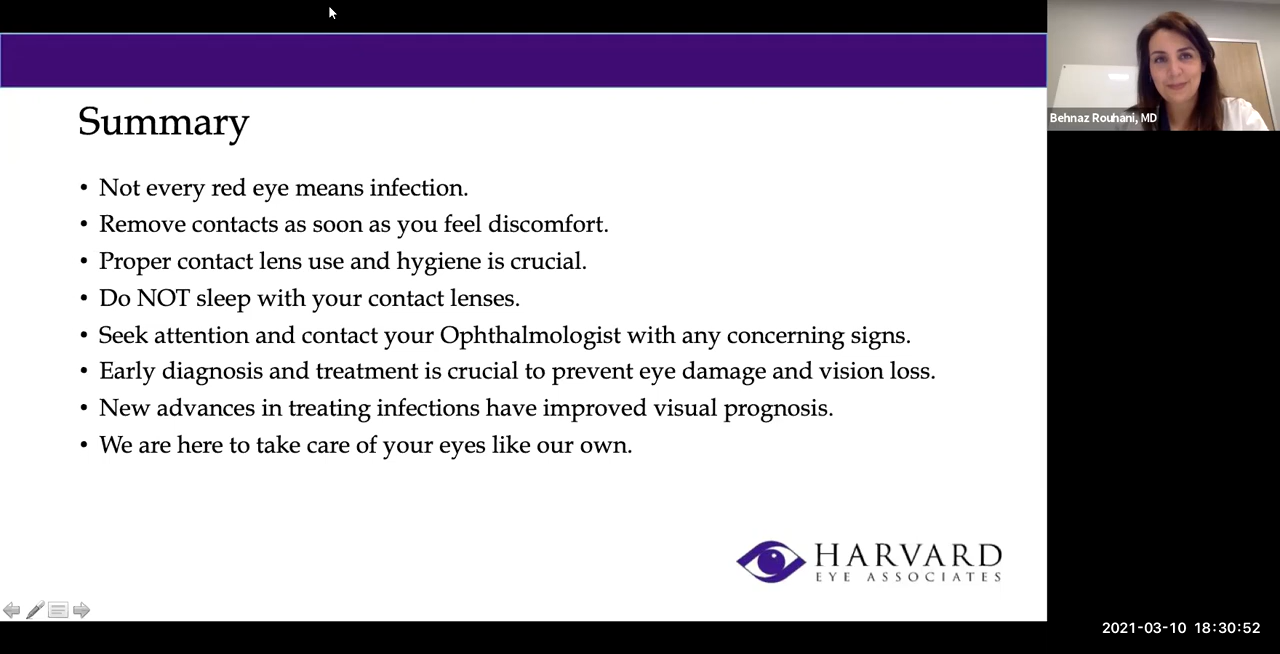 Summary
• Not every red eye means infection.
• Remove contacts as soon as you feel discomfort.
• Proper contact lens use and hygiene is crucial.
• Do NOT sleep with your contact lenses.
• Seek attention and contact your Ophthalmologist with any concerning signs.
• Early diagnosis and treatment is crucial to prevent eye damage and vision loss.
• New advances in treating infections have improved visual prognosis.
• We are here to take care of your eyes like our own.
HARVARD
EYE ASSOCIATES
Behnaz Rouhani, MD
2021-03-10 18:30:52